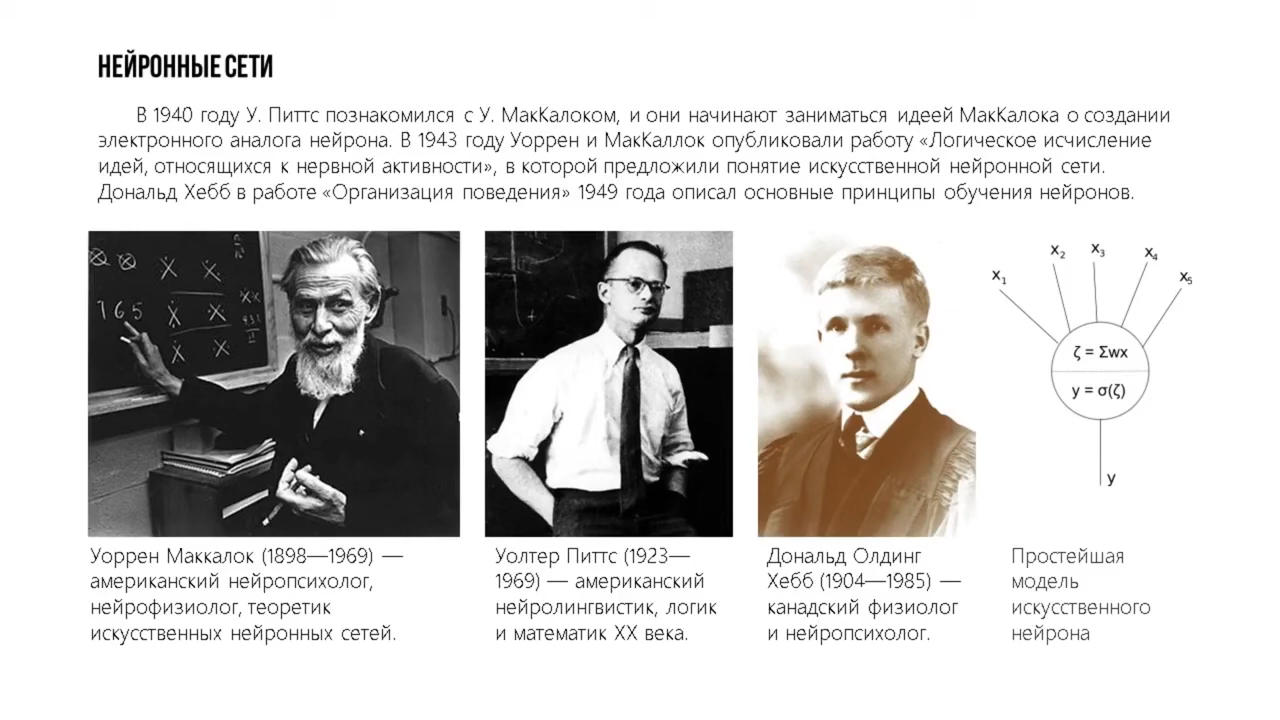 НЕЙРОННЫЕ СЕТИ
В 1940 году У. Питтс познакомился с У. МакКалоком, и они начинают заниматься идеей МакКалока о создании
электронного аналога нейрона. В 1943 году Уоррен и МакКаллок опубликовали работу «Логическое исчисление
идей, относящихся к нервной активности», в которой предложили понятие искусственной нейронной сети.
Дональд Хебб в работе «Организация поведения» 1949 года описал основные принципы обучения нейронов.
765
x₁
x₂
x₃
x₄
x₅
ζ = Σwx
y = σ(ζ)
y
Уоррен Маккалок (1898—1969) —
американский нейропсихолог,
нейрофизиолог, теоретик
искусственных нейронных сетей.
Уолтер Питтс (1923—
1969) — американский
нейролингвистик, логик
и математик XX века.
Дональд Олдинг
Хебб (1904—1985) —
канадский физиолог
и нейропсихолог.
Простейшая
модель
искусственного
нейрона